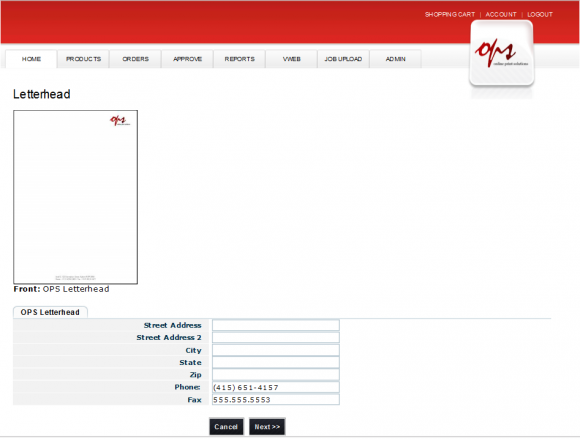 SHOPPING CART | ACCOUNT | LOGOUT
ops
online print solutions
HOME PRODUCTS ORDERS APPROVE REPORTS VWEB JOB UPLOAD ADMIN
Letterhead
ops
Front: OPS Letterhead
OPS Letterhead
Street Address
Street Address 2
City
State
Zip
Phone: (415) 651-4157
Fax 555.555.5553
Cancel Next >>